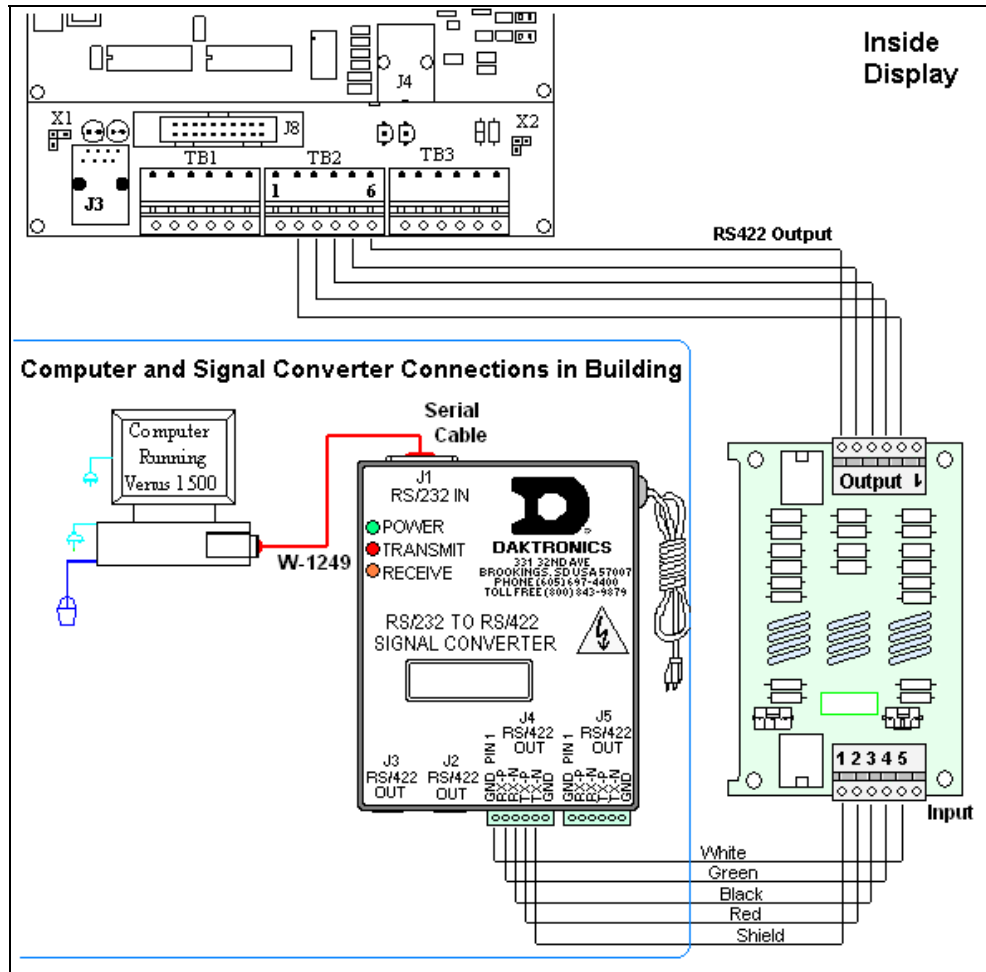 Inside
Display
J4
X1
J8
X2
TB1
TB2
TB3
J3
1
6
RS422 Output
Computer and Signal Converter Connections in Building
Serial
Cable
Computer
Running
Venus 1500
W-1249
J1
RS/232 IN
POWER
TRANSMIT
RECEIVE
D
DAKTRONICS
331 32ND AVE
BROOKINGS, SD USA 57007
PHONE (605) 697-4400
TOLL FREE (800) 843-9879
RS/232 TO RS/422
SIGNAL CONVERTER
J3
RS/422
OUT
J2
RS/422
OUT
J4
RS/422
OUT
PIN 1
GND
RX-P
RX-N
TX-P
TX-N
GND
J5
RS/422
OUT
PIN 1
GND
RX-P
RX-N
TX-P
TX-N
GND
Output 1
1 2 3 4 5
Input
White
Green
Black
Red
Shield